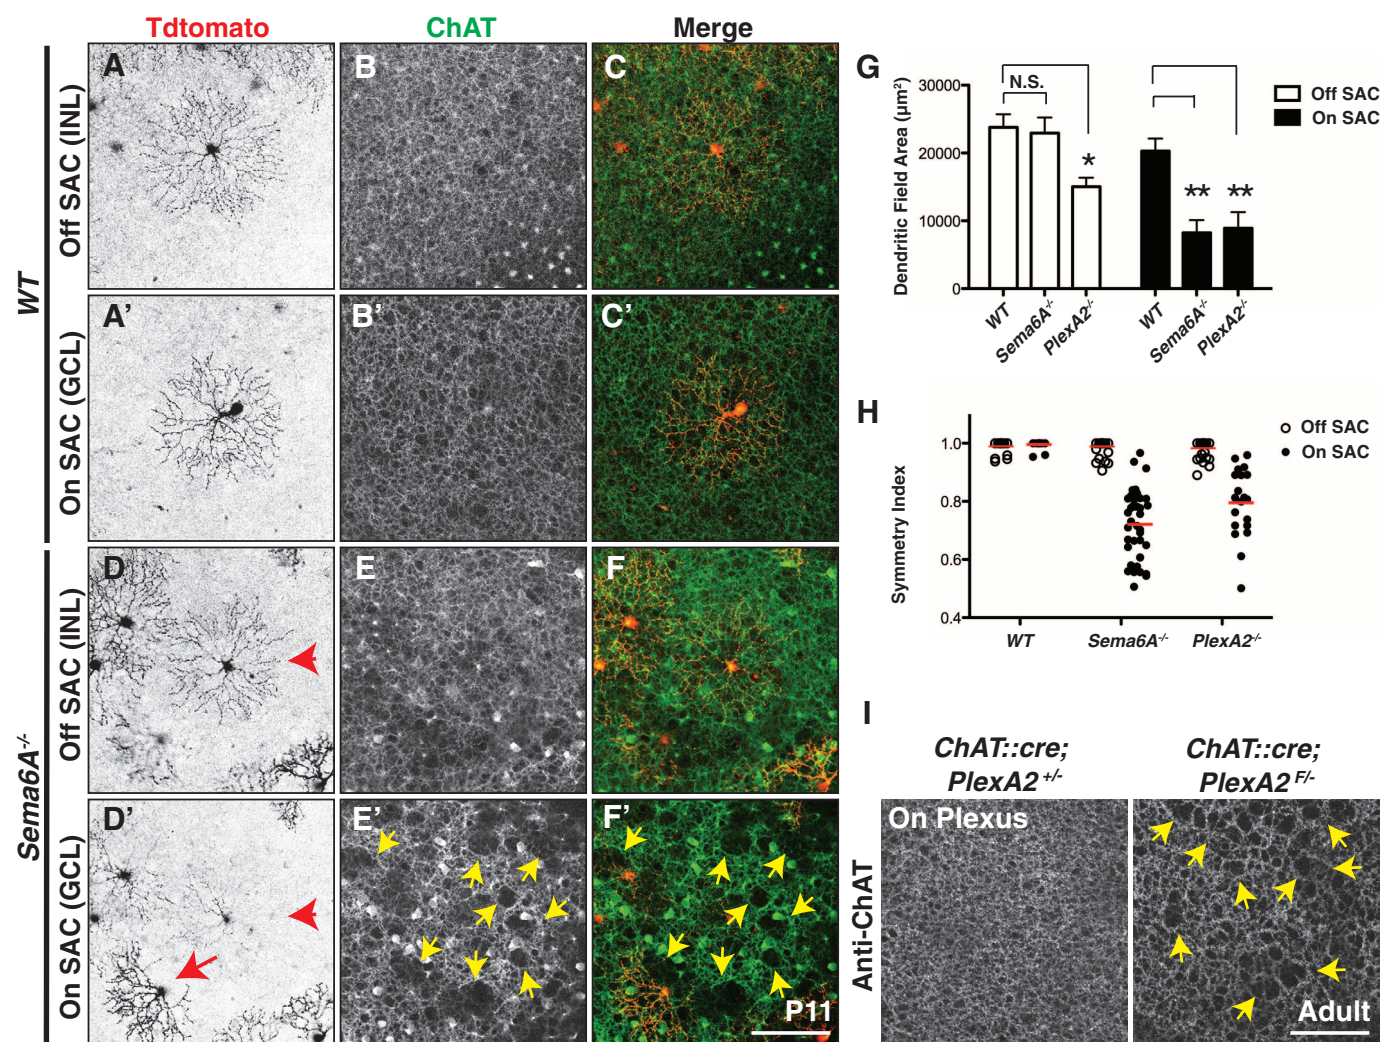 Tdtomato ChAT Merge
WT
Off SAC (INL)
A B C
On SAC (GCL)
A' B' C'
Sema6A-/-
Off SAC (INL)
D E F
On SAC (GCL)
D' E' F'
P11
G
Dendritic Field Area (µm²)
30000
20000
10000
0
N.S.
*
** **
Off SAC
On SAC
WT Sema6A-/- PlexA2-/- WT Sema6A-/- PlexA2-/-
H
Symmetry Index
1.0
0.8
0.6
0.4
Off SAC
On SAC
WT Sema6A-/- PlexA2-/-
I
ChAT::cre; ChAT::cre;
PlexA2 +/- PlexA2 F/-
Anti-ChAT
On Plexus
Adult